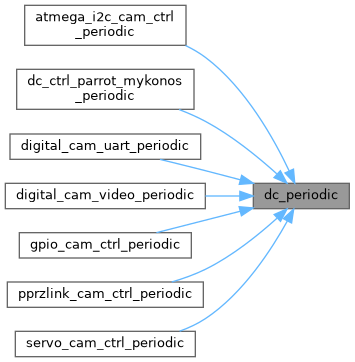 atmega_i2c_cam_ctrl
_periodic
dc_ctrl_parrot_mykonos
_periodic
digital_cam_uart_periodic
digital_cam_video_periodic
dc_periodic
gpio_cam_ctrl_periodic
pprzlink_cam_ctrl_periodic
servo_cam_ctrl_periodic